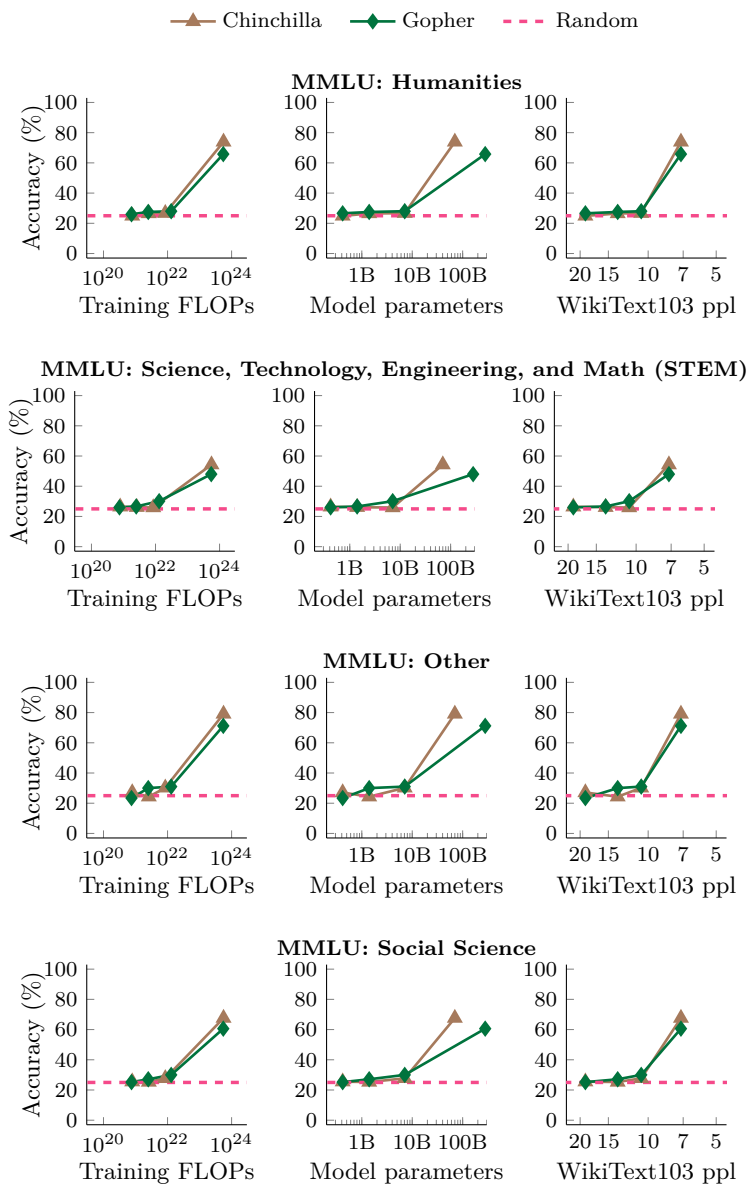 Chinchilla Gopher Random
MMLU: Humanities
Accuracy (%)
100
80
60
40
20
0
10^20 10^22 10^24
Training FLOPs
100
80
60
40
20
0
1B 10B 100B
Model parameters
100
80
60
40
20
0
20 15 10 7 5
WikiText103 ppl
MMLU: Science, Technology, Engineering, and Math (STEM)
Accuracy (%)
100
80
60
40
20
0
10^20 10^22 10^24
Training FLOPs
100
80
60
40
20
0
1B 10B 100B
Model parameters
100
80
60
40
20
0
20 15 10 7 5
WikiText103 ppl
MMLU: Other
Accuracy (%)
100
80
60
40
20
0
10^20 10^22 10^24
Training FLOPs
100
80
60
40
20
0
1B 10B 100B
Model parameters
100
80
60
40
20
0
20 15 10 7 5
WikiText103 ppl
MMLU: Social Science
Accuracy (%)
100
80
60
40
20
0
10^20 10^22 10^24
Training FLOPs
100
80
60
40
20
0
1B 10B 100B
Model parameters
100
80
60
40
20
0
20 15 10 7 5
WikiText103 ppl